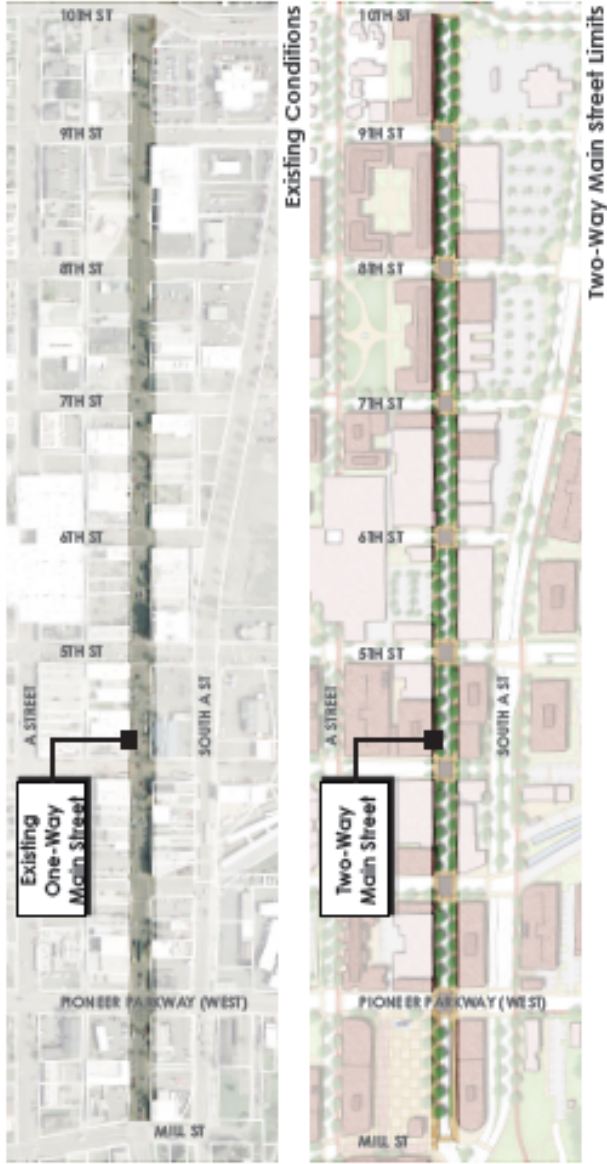 10TH ST
9TH ST
8TH ST
7TH ST
6TH ST
5TH ST
A STREET
SOUTH A ST
Existing
One-Way
Main Street
PIONEER PARKWAY (WEST)
MILL ST
Existing Conditions
10TH ST
9TH ST
8TH ST
7TH ST
6TH ST
5TH ST
A STREET
SOUTH A ST
Two-Way
Main Street
PIONEER PARKWAY (WEST)
MILL ST
Two-Way Main Street Limits